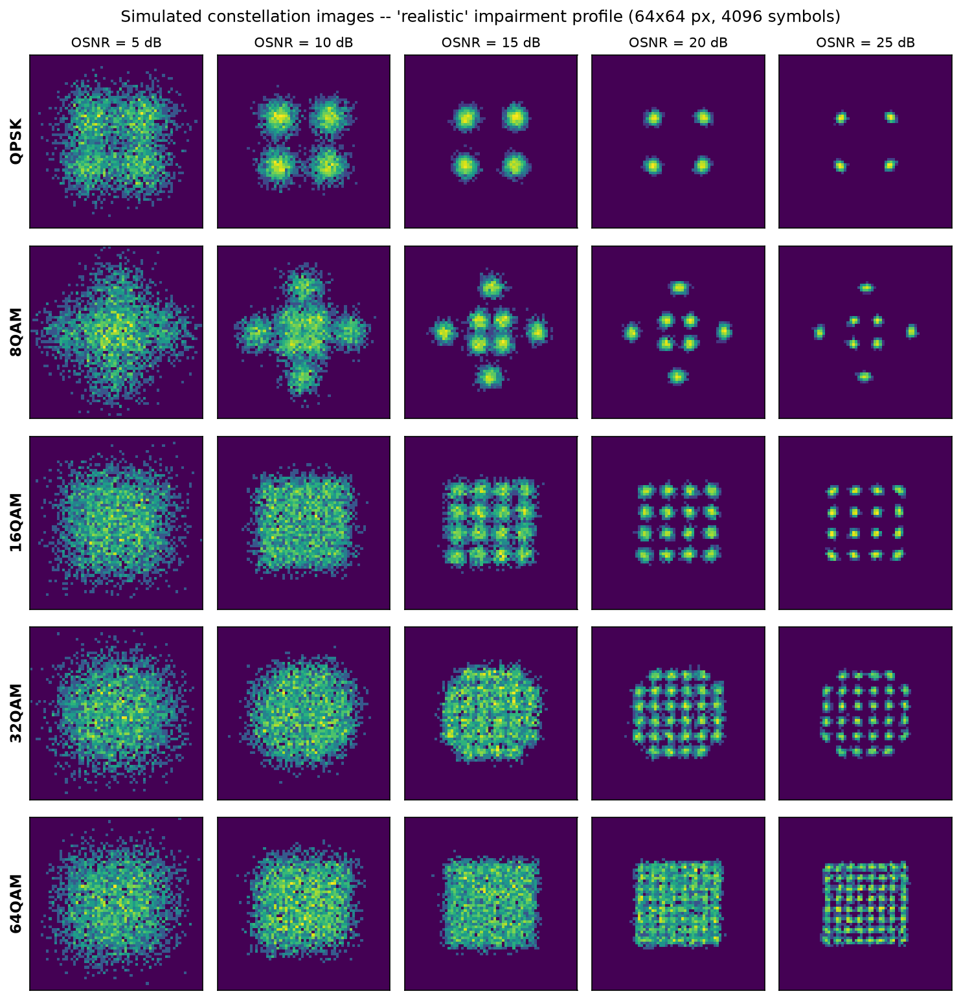 Simulated constellation images -- 'realistic' impairment profile (64x64 px, 4096 symbols)
OSNR = 5 dB
OSNR = 10 dB
OSNR = 15 dB
OSNR = 20 dB
OSNR = 25 dB
QPSK
8QAM
16QAM
32QAM
64QAM